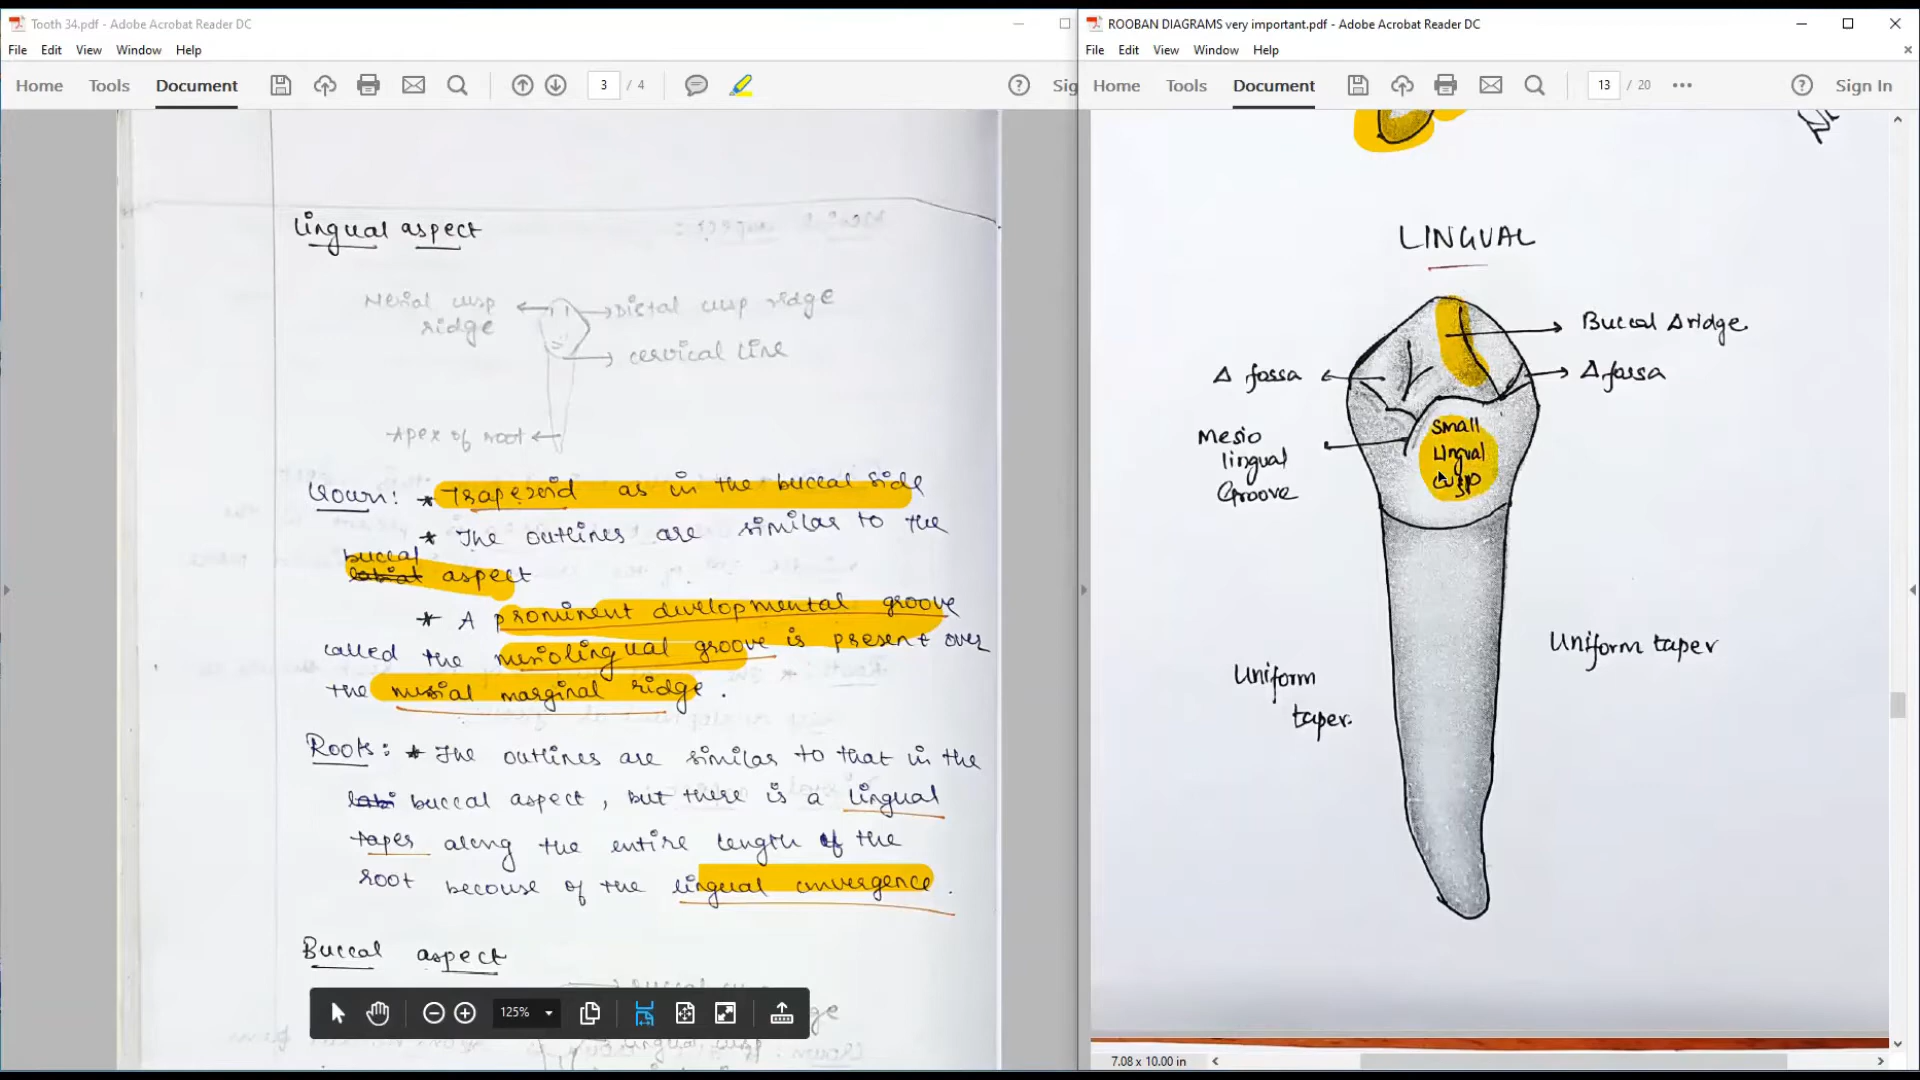 Tooth 34.pdf - Adobe Acrobat Reader DC
File Edit View Window Help
Home Tools Document
3 / 4
Sig
Lingual aspect
Mesial cusp
ridge
Distal cusp ridge
cervical line
Apex of root
Crown: * Trapezoid as in the buccal side
* The outlines are similar to the
buccal
labial aspect
* A prominent developmental groove
called the mesiolingual groove is present over
the mesial marginal ridge.
Roots: * The outlines are similar to that in the
labi buccal aspect, but there is a lingual
taper along the entire length of the
root because of the lingual convergence.
Buccal aspect
125%
ROOBAN DIAGRAMS very important.pdf - Adobe Acrobat Reader DC
File Edit View Window Help
Home Tools Document
13 / 20
Sign In
LINGUAL
Buccal Δ ridge
Δ fossa
Δ fossa
Mesio
lingual
Groove
Small
Lingual
cusp
Uniform taper
Uniform
taper.
7.08 x 10.00 in